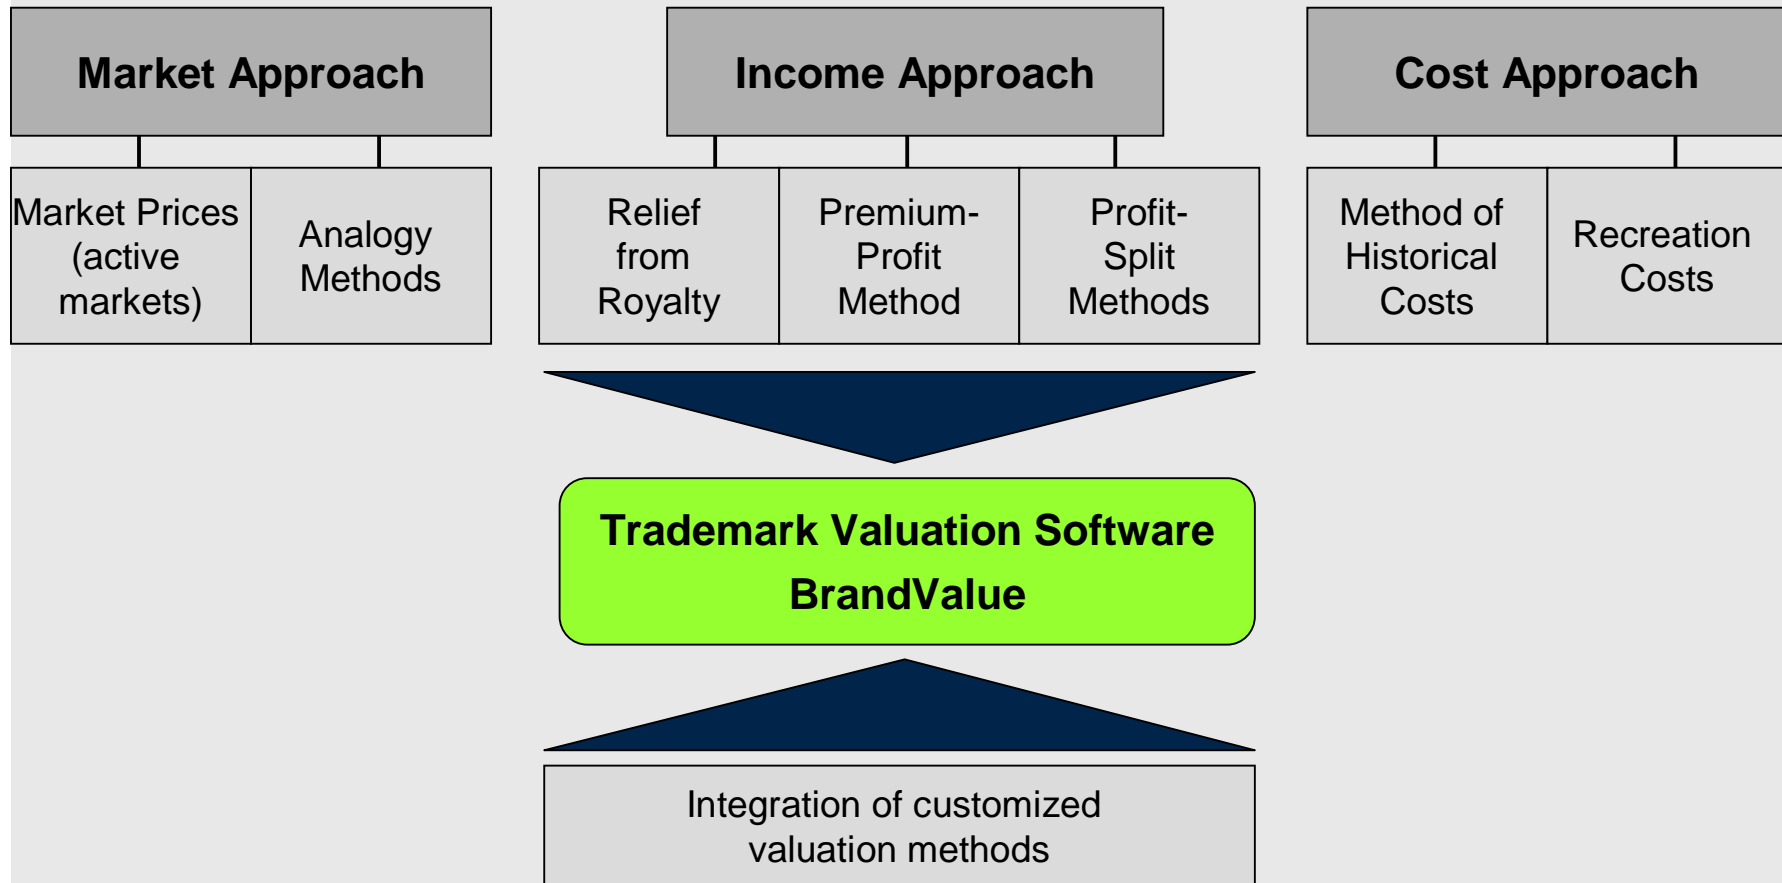 Market Approach
Income Approach
Cost Approach
Market Prices
(active
markets)
Analogy
Methods
Relief
from
Royalty
Premium-
Profit
Method
Profit-
Split
Methods
Method of
Historical
Costs
Recreation
Costs
Trademark Valuation Software
BrandValue
Integration of customized
valuation methods